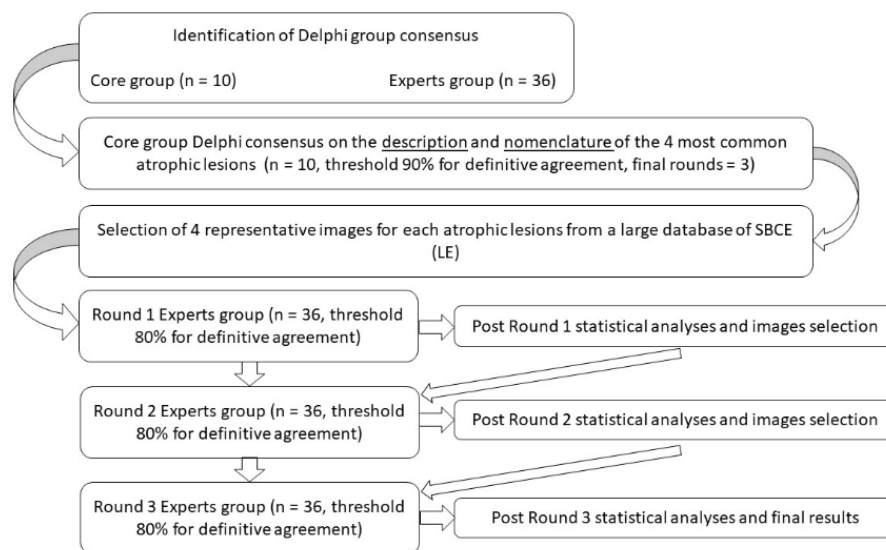 Identification of Delphi group consensus
Core group (n = 10) Experts group (n = 36)
Core group Delphi consensus on the description and nomenclature of the 4 most common
atrophic lesions (n = 10, threshold 90% for definitive agreement, final rounds = 3)
Selection of 4 representative images for each atrophic lesions from a large database of SBCE
(LE)
Round 1 Experts group (n = 36, threshold
80% for definitive agreement)
Post Round 1 statistical analyses and images selection
Round 2 Experts group (n = 36, threshold
80% for definitive agreement)
Post Round 2 statistical analyses and images selection
Round 3 Experts group (n = 36, threshold
80% for definitive agreement)
Post Round 3 statistical analyses and final results